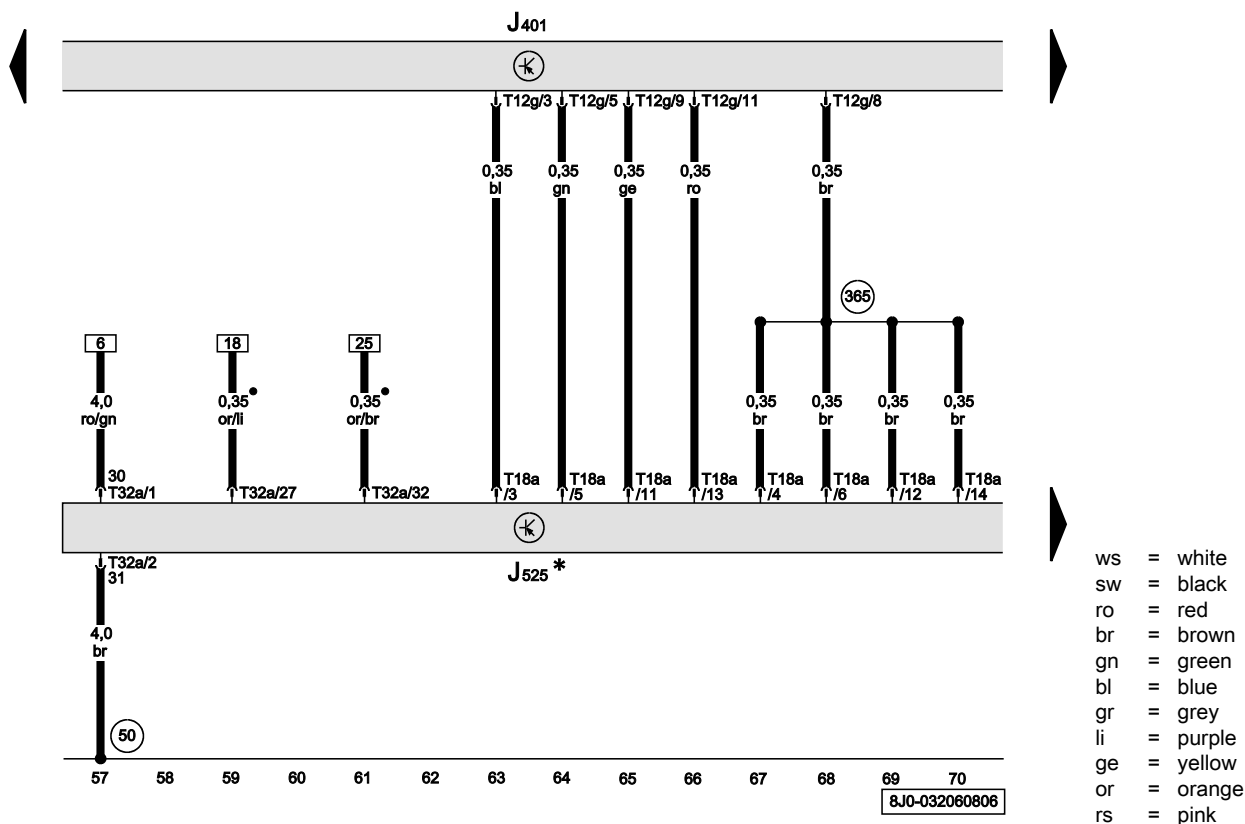 J401
T12g/3 T12g/5 T12g/9 T12g/11 T12g/8
0,35 0,35 0,35 0,35 0,35
bl gn ge ro br
365
6 18 25
4,0 0,35 0,35 0,35 0,35 0,35 0,35
ro/gn or/li or/br br br br br
30 T18a T18a T18a T18a T18a T18a T18a T18a
T32a/1 T32a/27 T32a/32 /3 /5 /11 /13 /4 /6 /12 /14
J525*
T32a/2
31
4,0
br
50
57 58 59 60 61 62 63 64 65 66 67 68 69 70
8J0-032060806
ws = white
sw = black
ro = red
br = brown
gn = green
bl = blue
gr = grey
li = purple
ge = yellow
or = orange
rs = pink